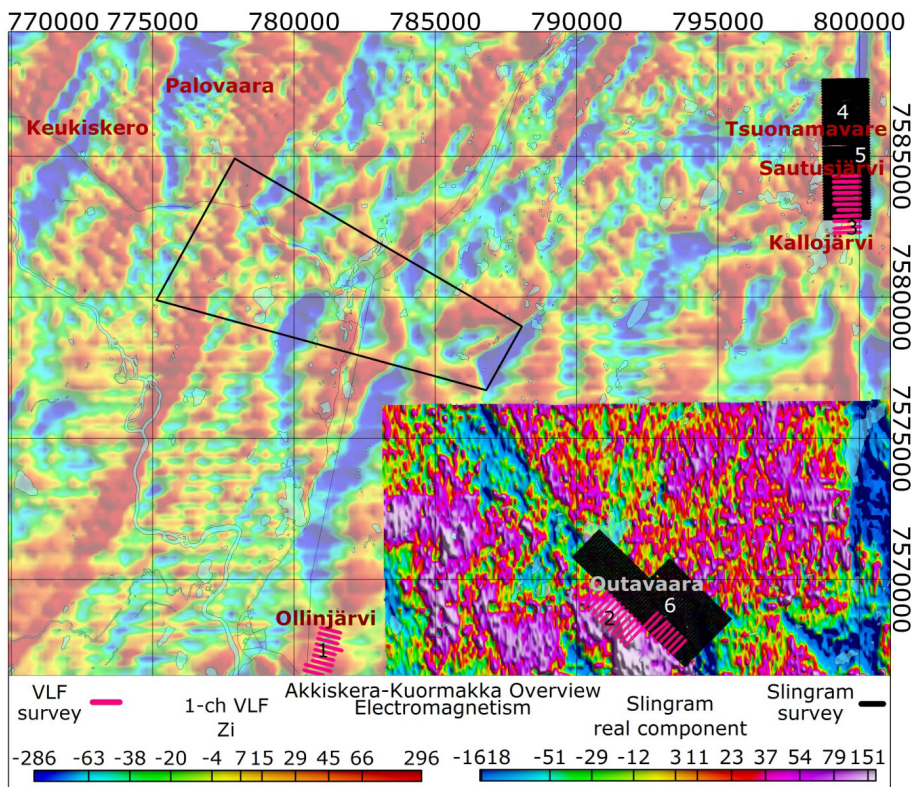 770000 775000 780000 785000 790000 795000 800000
Palovaara
Keukiskero
4
Tsuonamavare
5
Sautusjärvi
3
Kallojärvi
7585000
7580000
7575000
7570000
Outavaara
6
2
Ollinjärvi
1
VLF survey
1-ch VLF Zi
Akkiskera-Kuormakka Overview
Electromagnetism
Slingram real component
Slingram survey
-286 -63 -38 -20 -4 7 15 29 45 66 296
-1618 -51 -29 -12 3 11 23 37 54 79 151